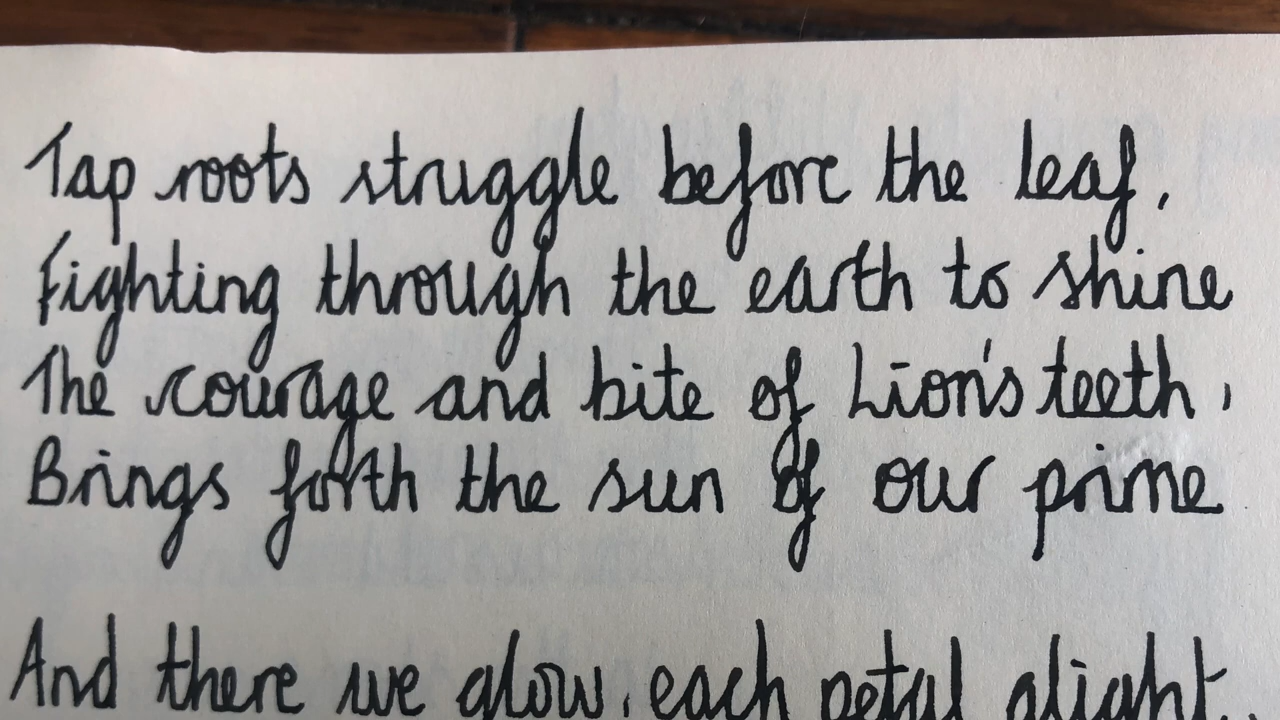 Tap roots struggle before the leaf,
Fighting through the earth to shine
The courage and bite of Lion's teeth,
Brings forth the sun of our prime
And there we glow, each petal alight,